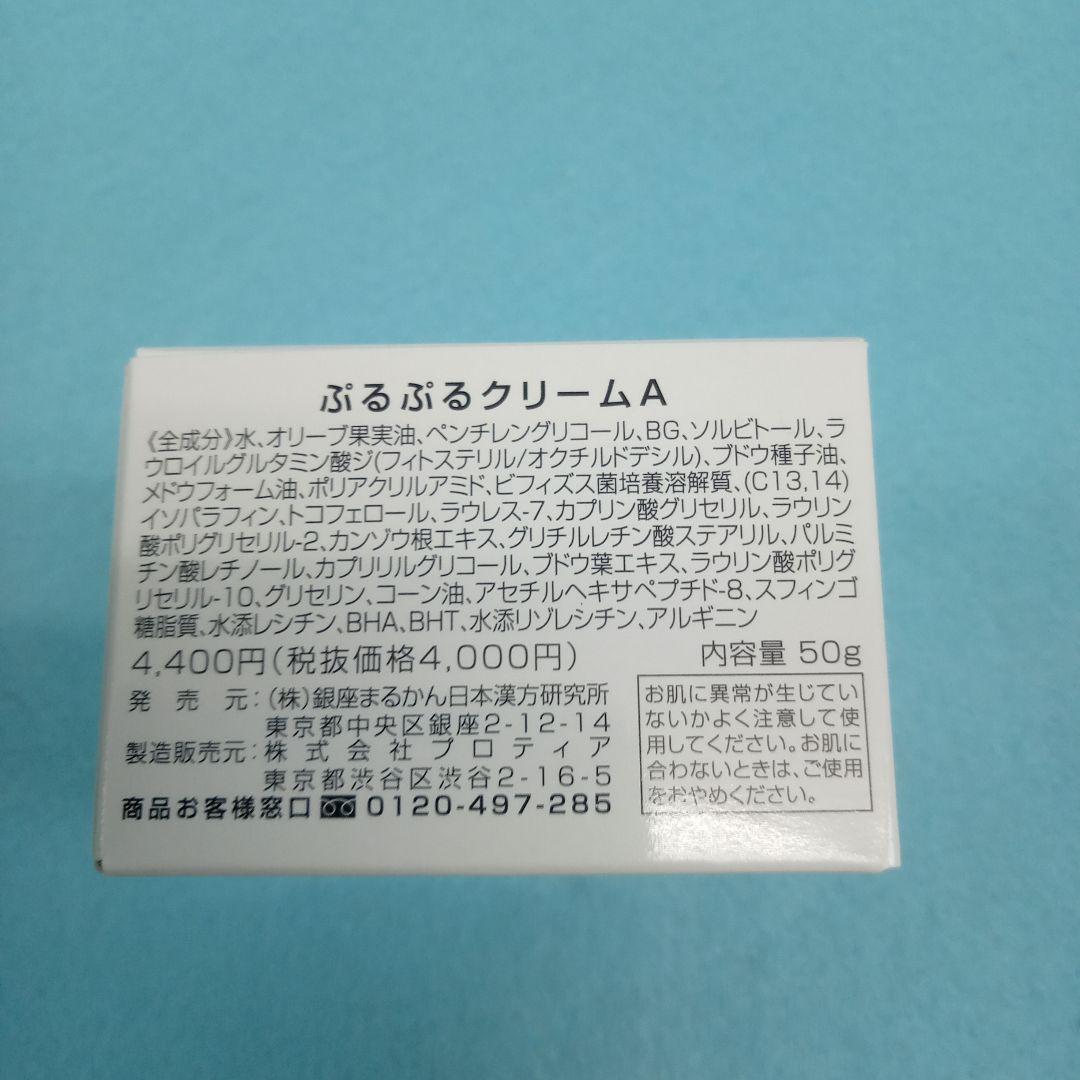 ぷるぷるクリームA
《全成分》水、オリーブ果実油、ペンチレングリコール、BG、ソルビトール、ラ
ウロイルグルタミン酸ジ(フィトステリル/オクチルドデシル)、ブドウ種子油、
メドウフォーム油、ポリアクリルアミド、ビフィズス菌培養溶解質、(C13,14)
イソパラフィン、トコフェロール、ラウレス-7、カプリン酸グリセリル、ラウリン
酸ポリグリセリル-2、カンゾウ根エキス、グリチルレチン酸ステアリル、パルミ
チン酸レチノール、カプリリルグリコール、ブドウ葉エキス、ラウリン酸ポリグ
リセリル-10、グリセリン、コーン油、アセチルヘキサペプチド-8、スフィンゴ
糖脂質、水添レシチン、BHA、BHT、水添リゾレシチン、アルギニン
4,400円(税抜価格4,000円) 内容量 50g
発売元:(株)銀座まるかん日本漢方研究所
東京都中央区銀座2-12-14
製造販売元:株式会社プロティア
東京都渋谷区渋谷2-16-5
商品お客様窓口 0120-497-285
お肌に異常が生じてい
ないかよく注意して使
用してください。お肌に
合わないときは、ご使用
をおやめください。